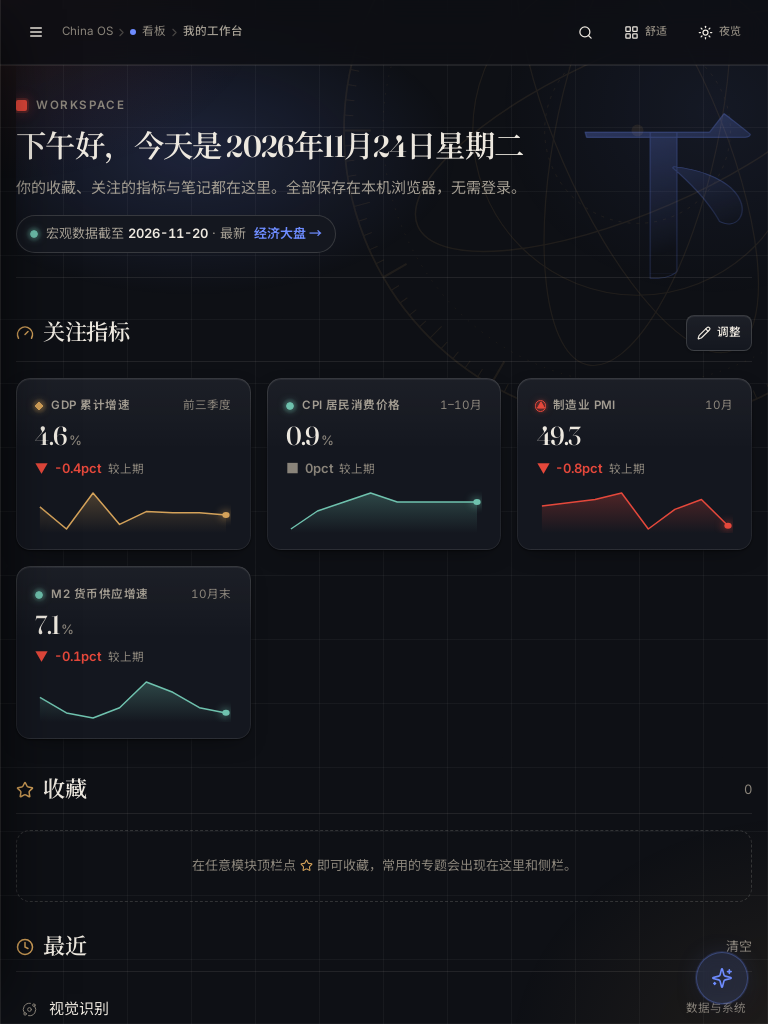 China OS › 看板 › 我的工作台
舒适
夜览
WORKSPACE
下午好，今天是 2026年11月24日星期二
下午
你的收藏、关注的指标与笔记都在这里。全部保存在本机浏览器，无需登录。
宏观数据截至 2026-11-20 · 最新 经济大盘 →
关注指标
调整
GDP 累计增速 前三季度
4.6%
▼ -0.4pct 较上期
CPI 居民消费价格 1–10月
0.9%
■ 0pct 较上期
制造业 PMI 10月
49.3
▼ -0.8pct 较上期
M2 货币供应增速 10月末
7.1%
▼ -0.1pct 较上期
收藏
0
在任意模块顶栏点 ☆ 即可收藏，常用的专题会出现在这里和侧栏。
最近
清空
视觉识别
数据与系统